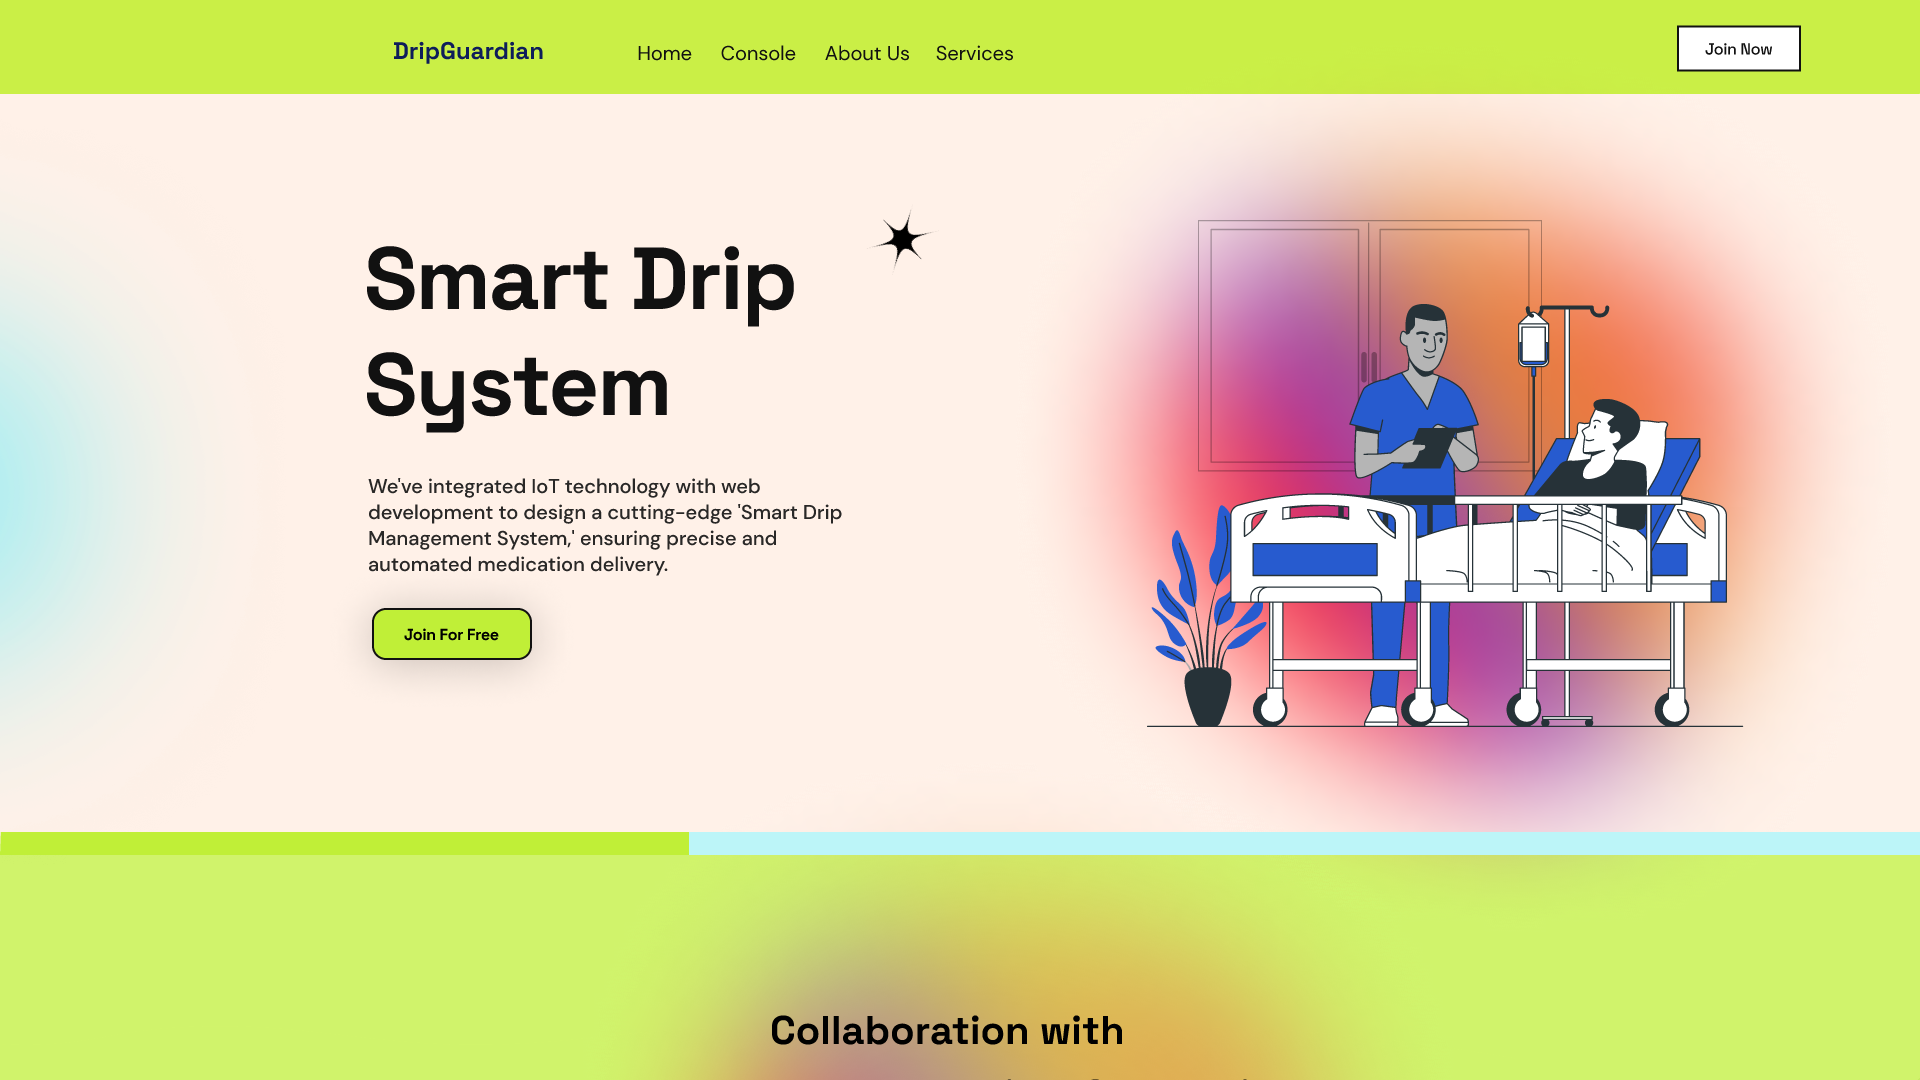 DripGuardian
Home Console About Us Services
Join Now
Smart Drip
System
We've integrated IoT technology with web
development to design a cutting-edge 'Smart Drip
Management System,' ensuring precise and
automated medication delivery.
Join For Free
Collaboration with